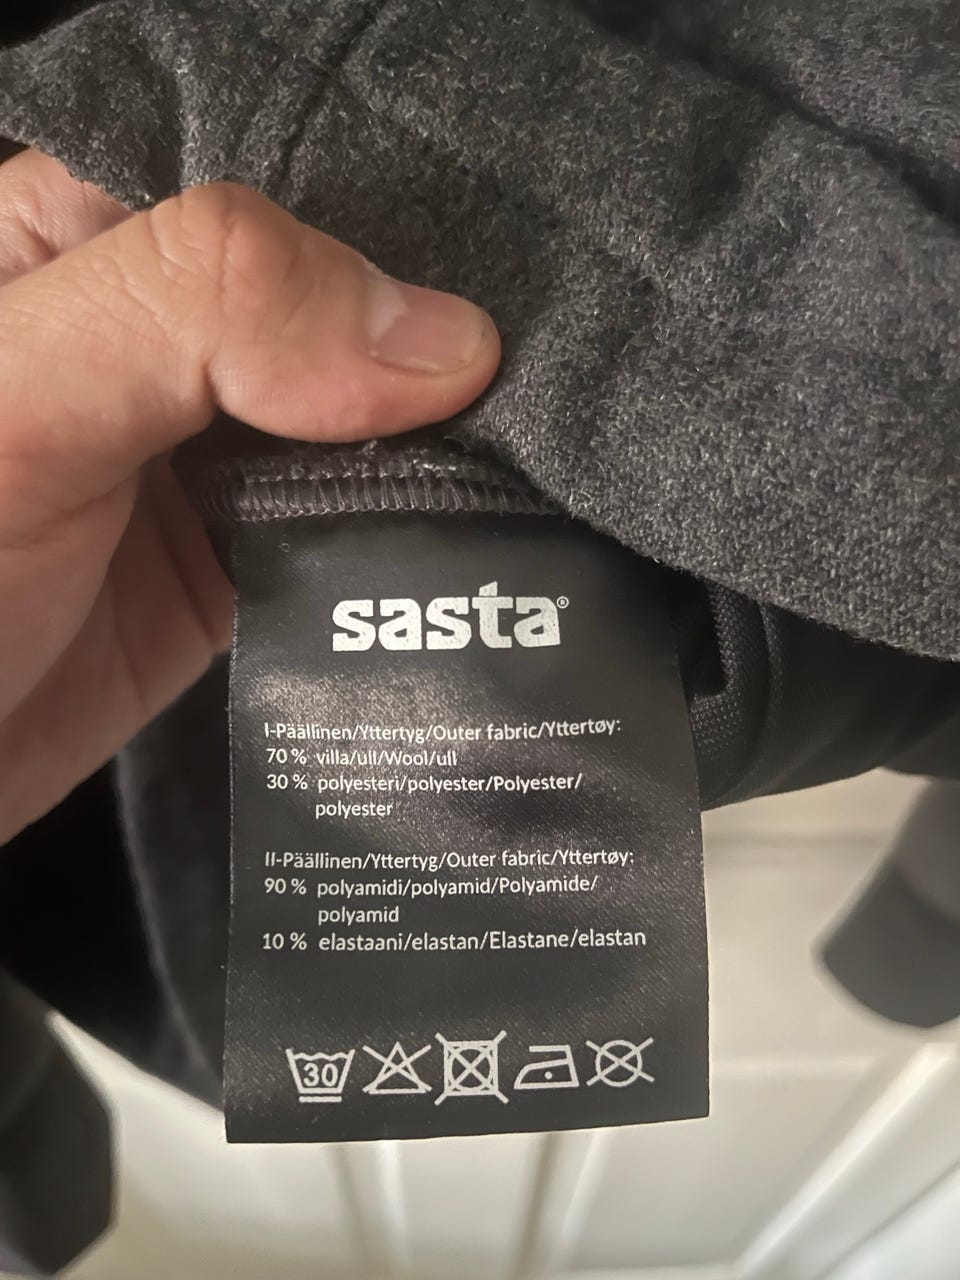 sasta®
I-Päällinen/Yttertyg/Outer fabric/Yttertøy:
70 % villa/ull/Wool/ull
30 % polyesteri/polyester/Polyester/
polyester
II-Päällinen/Yttertyg/Outer fabric/Yttertøy:
90 % polyamidi/polyamid/Polyamide/
polyamid
10 % elastaani/elastan/Elastane/elastan
30